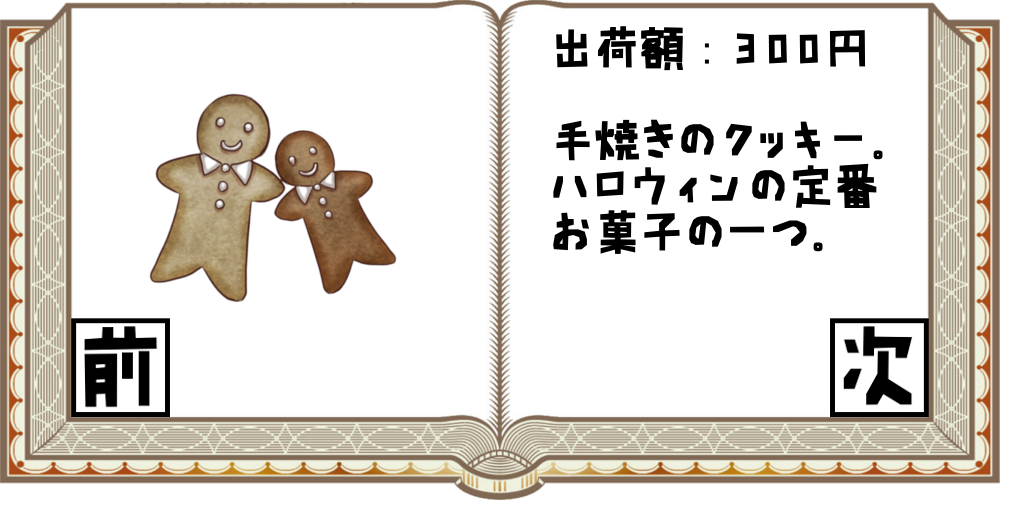 出荷額：３００円
手焼きのクッキー。
ハロウィンの定番
お菓子の一つ。
前
次